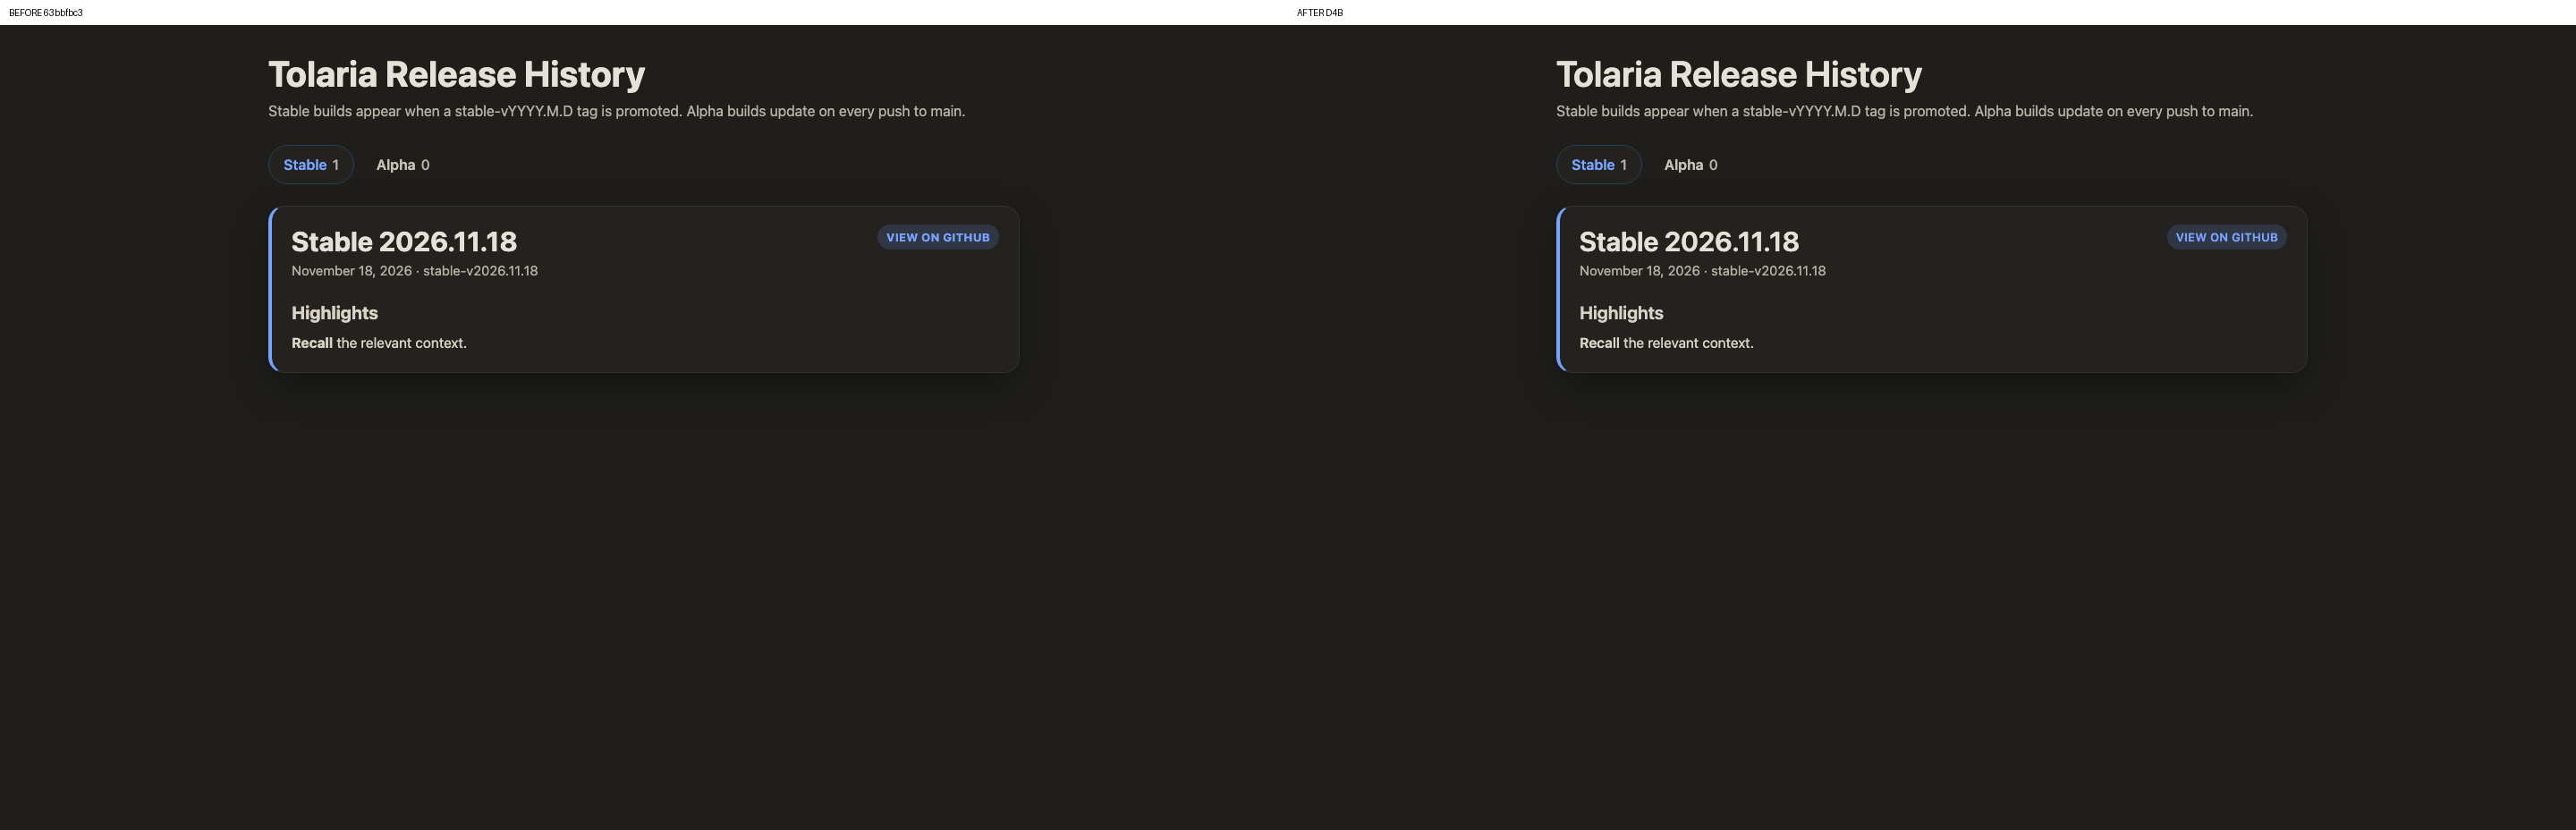 BEFORE 63bbfbc3
AFTER D4B
Tolaria Release History
Stable builds appear when a stable-vYYYY.M.D tag is promoted. Alpha builds update on every push to main.
Stable 1 Alpha 0
Stable 2026.11.18 VIEW ON GITHUB
November 18, 2026 · stable-v2026.11.18
Highlights
Recall the relevant context.
Tolaria Release History
Stable builds appear when a stable-vYYYY.M.D tag is promoted. Alpha builds update on every push to main.
Stable 1 Alpha 0
Stable 2026.11.18 VIEW ON GITHUB
November 18, 2026 · stable-v2026.11.18
Highlights
Recall the relevant context.